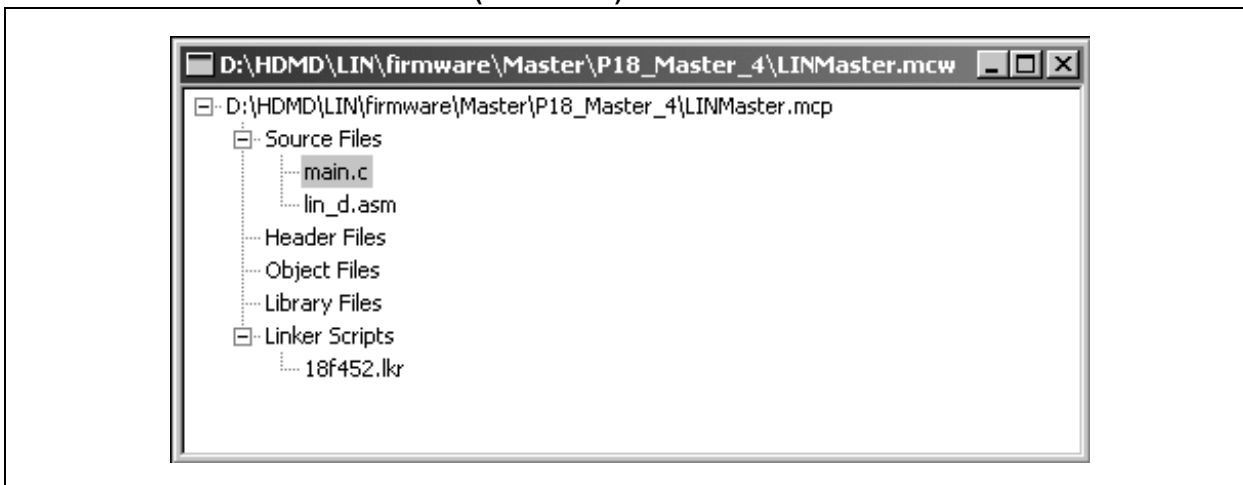 D:\HDMD\LIN\firmware\Master\P18_Master_4\LINMaster.mcw
D:\HDMD\LIN\firmware\Master\P18_Master_4\LINMaster.mcp
Source Files
main.c
lin_d.asm
Header Files
Object Files
Library Files
Linker Scripts
18f452.lkr